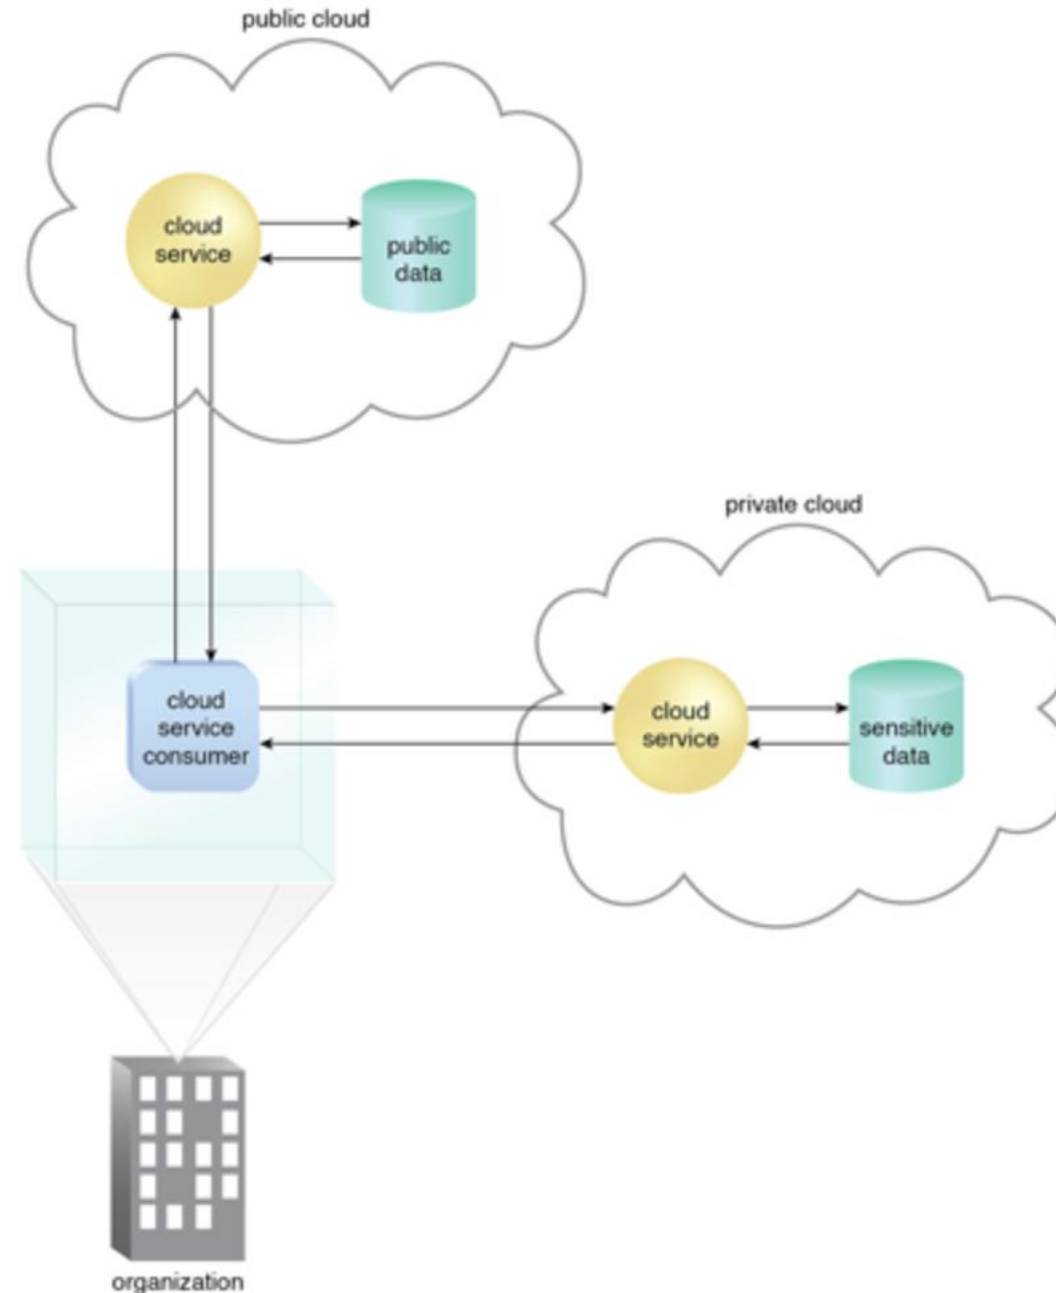 public cloud
cloud
service
public
data
private cloud
cloud
service
consumer
cloud
service
sensitive
data
organization